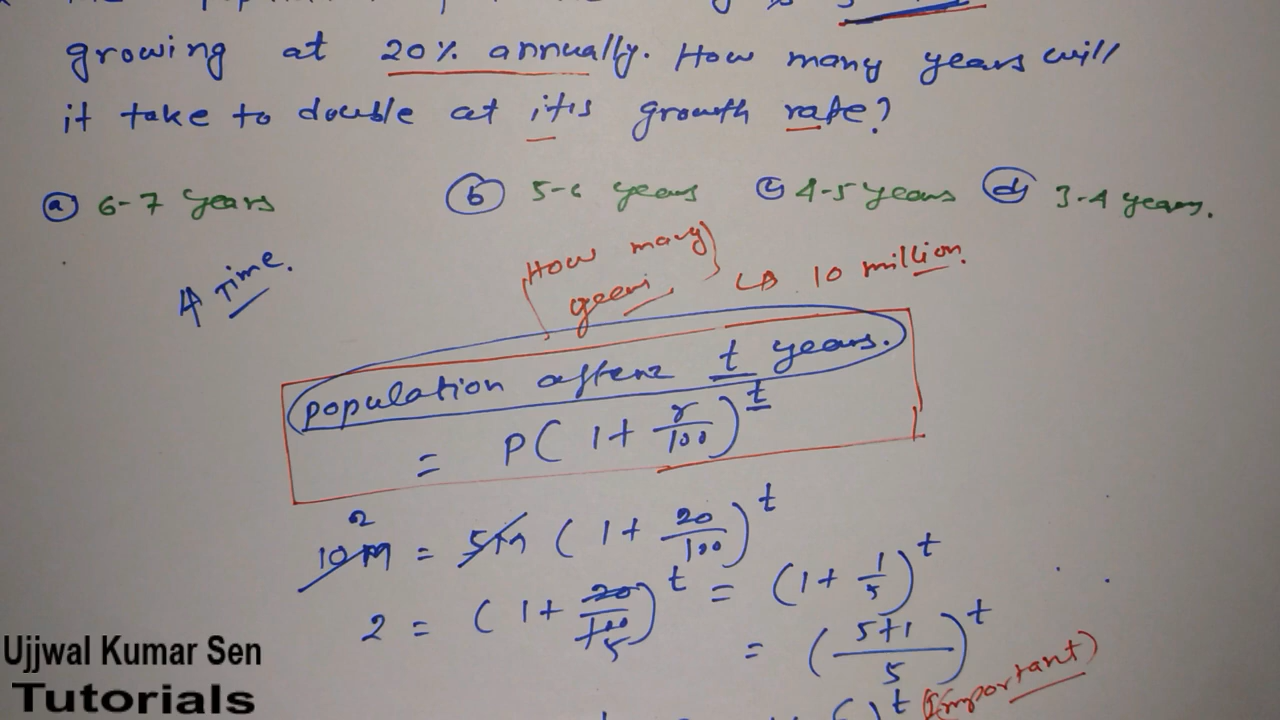 growing at 20% annually. How many years will
it take to double at itis growth rate?
(a) 6-7 years (b) 5-6 years (c) 4-5 years (d) 3-4 years.
Time.
How many
years
↳ 10 million.
population after t years.
= P(1 + r/100)^t
2
10m = 5m (1 + 20/100)^t
2 = (1 + 20/100)^t = (1 + 1/5)^t
5
= (5+1/5)^t
(Important)
Ujjwal Kumar Sen
Tutorials